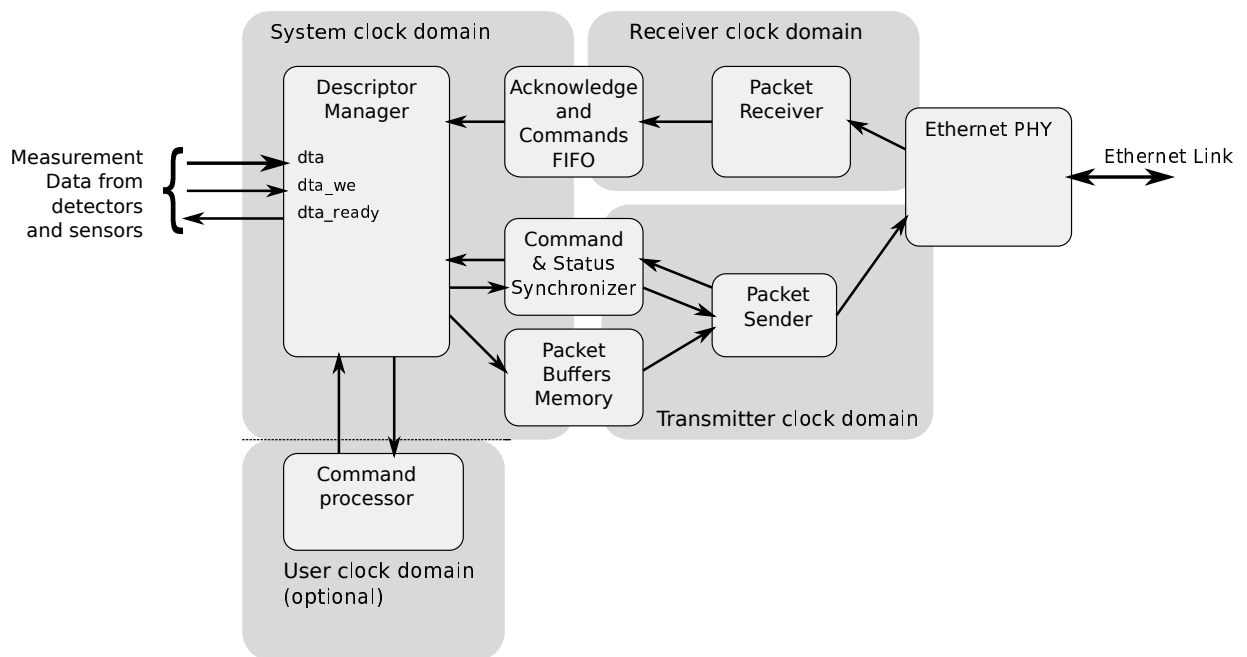 System clock domain
Receiver clock domain
Descriptor
Manager
Acknowledge
and
Commands
FIFO
Packet
Receiver
Ethernet PHY
Ethernet Link
Measurement
Data from
detectors
and sensors
dta
dta_we
dta_ready
Command
& Status
Synchronizer
Packet
Sender
Packet
Buffers
Memory
Transmitter clock domain
Command
processor
User clock domain
(optional)